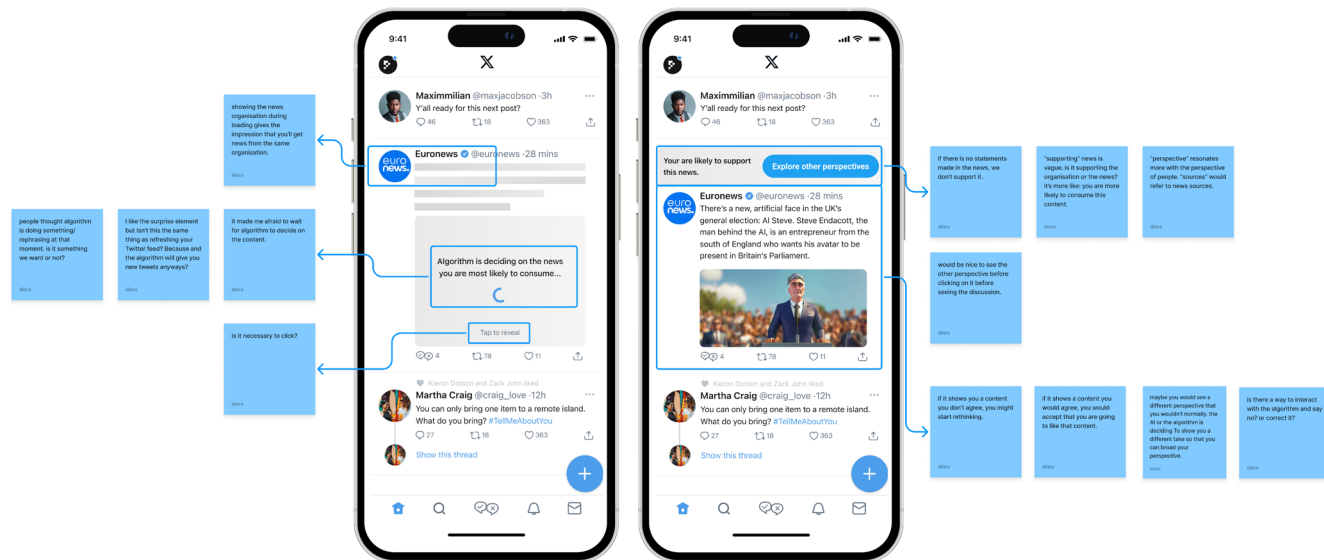 showing the news
organisation during
loading gives the
impression that you'll get
news from the same
organisation.
dilara
people thought algorithm
is doing something/
rephrasing at that
moment. is it something
we want or not?
dilara
I like the surprise element
but isn't this the same
thing as refreshing your
Twitter feed? Because and
the algorithm will give you
new tweets anyways?
dilara
it made me afraid to wait
for algorithm to decide on
the content.
dilara
is it necessary to click?
dilara
9:41
X
Maximmilian @maxjacobson ·3h
Y'all ready for this next post?
46
18
363
euro
news.
Euronews @euronews ·28 mins
Algorithm is deciding on the news
you are most likely to consume...
Tap to reveal
4
78
11
Kieron Dotson and Zack John liked
Martha Craig @craig_love ·12h
You can only bring one item to a remote island.
What do you bring? #TellMeAboutYou
27
18
363
Show this thread
9:41
X
Maximmilian @maxjacobson ·3h
Y'all ready for this next post?
46
18
363
Your are likely to support
this news.
Explore other perspectives
euro
news.
Euronews @euronews ·28 mins
There's a new, artificial face in the UK's
general election: AI Steve. Steve Endacott, the
man behind the AI, is an entrepreneur from the
south of England who wants his avatar to be
present in Britain's Parliament.
4
78
11
Kieron Dotson and Zack John liked
Martha Craig @craig_love ·12h
You can only bring one item to a remote island.
What do you bring? #TellMeAboutYou
27
18
363
Show this thread
if there is no statements
made in the news, we
don't support it.
dilara
"supporting" news is
vague. is it supporting the
organisation or the news?
it's more like: you are more
likely to consume this
content.
dilara
"perspective" resonates
more with the perspective
of people. "sources" would
refer to news sources.
dilara
would be nice to see the
other perspective before
clicking on it before
seeing the discussion.
dilara
if it shows you a content
you don't agree, you might
start rethinking.
dilara
if it shows a content you
would agree, you would
accept that you are going
to like that content.
dilara
maybe you would see a
different perspective that
you wouldn't normally. the
AI or the algorithm is
deciding To show you a
different take so that you
can broad your
perspective.
dilara
is there a way to interact
with the algorithm and say
no? or correct it?
dilara